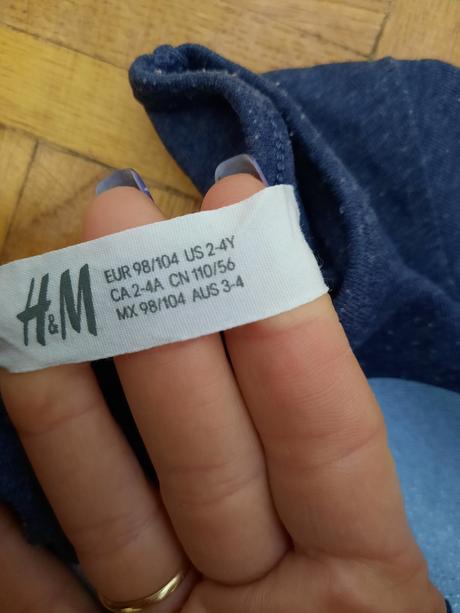 H&M
EUR 98/104 US 2-4Y
CA 2-4A CN 110/56
MX 98/104 AUS 3-4